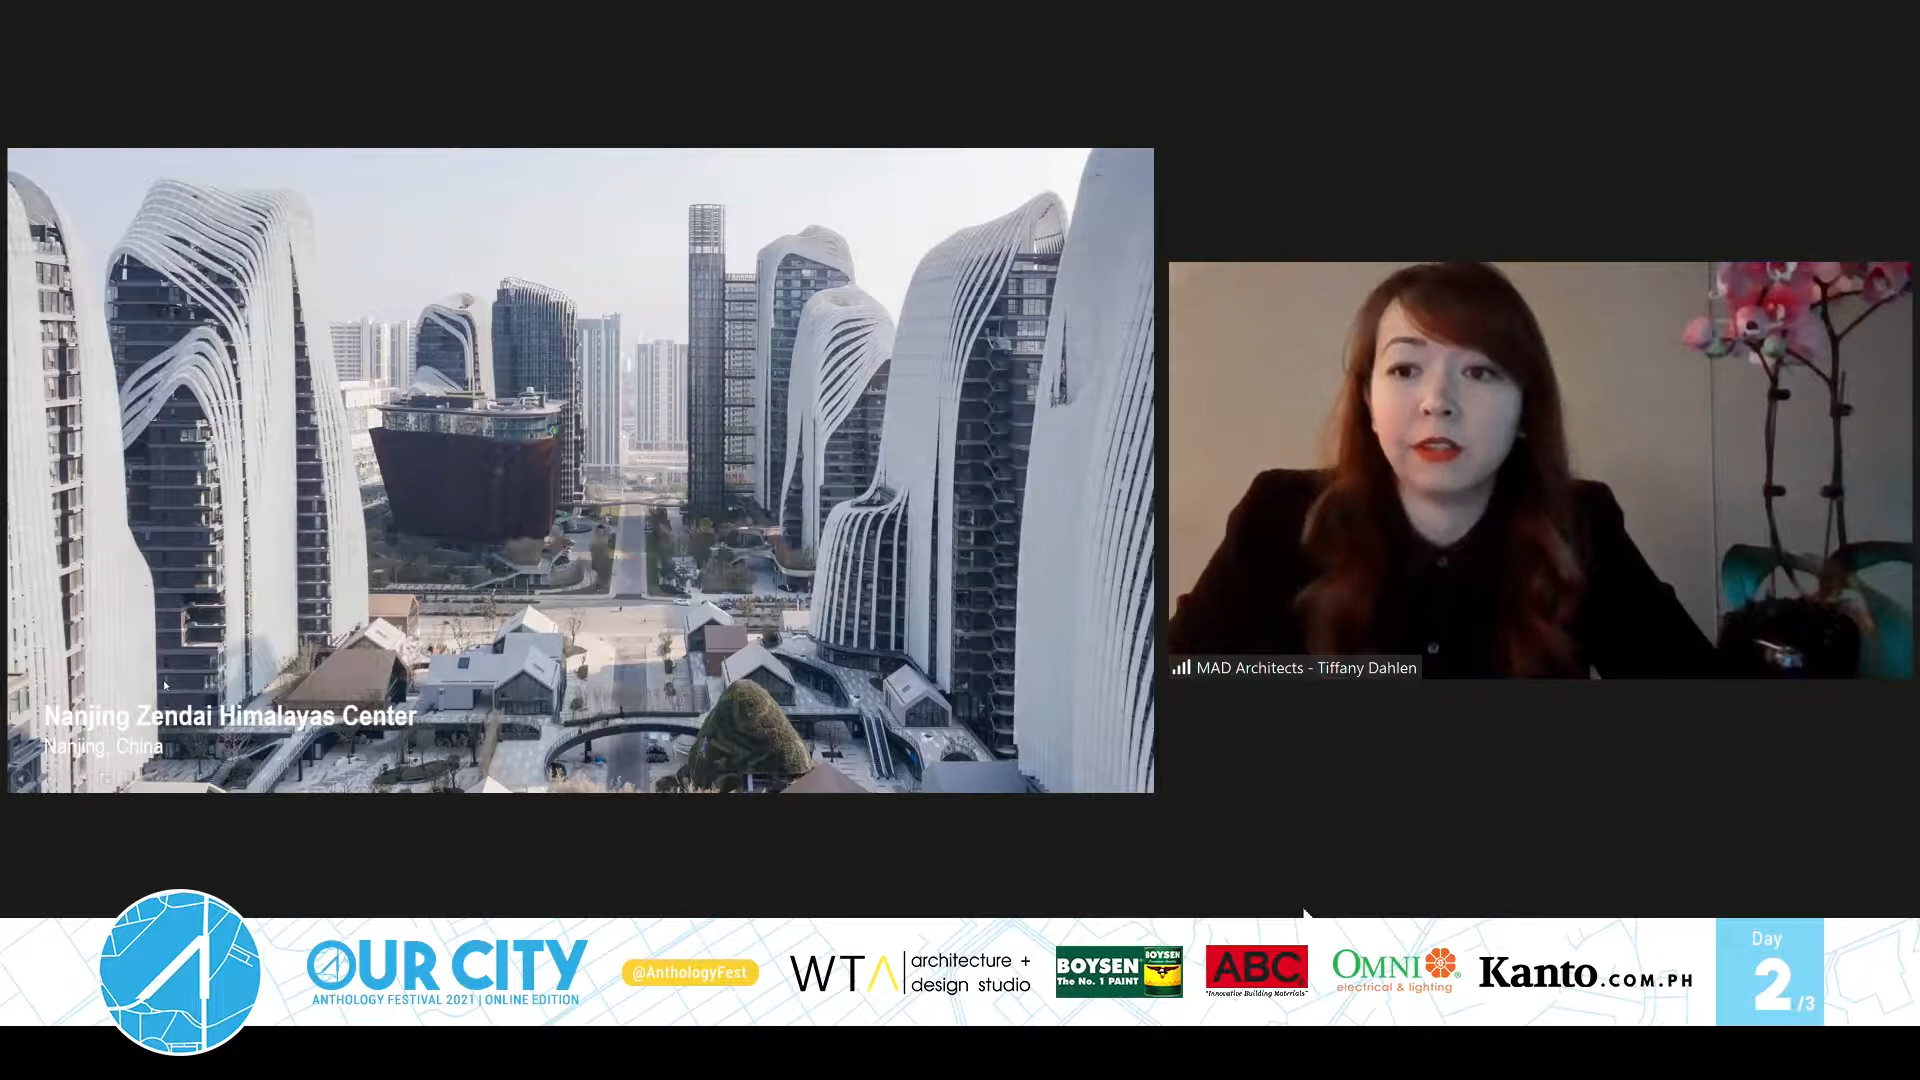 Nanjing Zendai Himalayas Center
Nanjing, China
MAD Architects - Tiffany Dahlen
OUR CITY
ANTHOLOGY FESTIVAL 2021 | ONLINE EDITION
@AnthologyFest
WTA architecture +
design studio
BOYSEN
The No. 1 PAINT
BOYSEN
ABC
"Innovative Building Materials"
OMNI
electrical & lighting
Kanto.COM.PH
Day
2/3